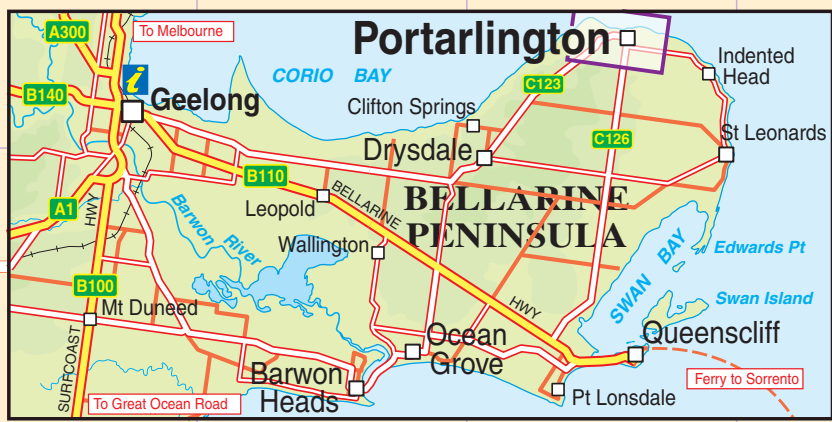 A300
To Melbourne
Portarlington
Indented
Head
CORIO BAY
B140
i
Geelong
C123
Clifton Springs
C126
St Leonards
Drysdale
B110
BELLARINE
PENINSULA
A1
HWY
Leopold
BELLARINE
Barwon River
Wallington
SWAN BAY
Edwards Pt
B100
Swan Island
Mt Duneed
HWY
Ocean
Grove
Queenscliff
SURFCOAST
Barwon
Heads
Ferry to Sorrento
To Great Ocean Road
Pt Lonsdale